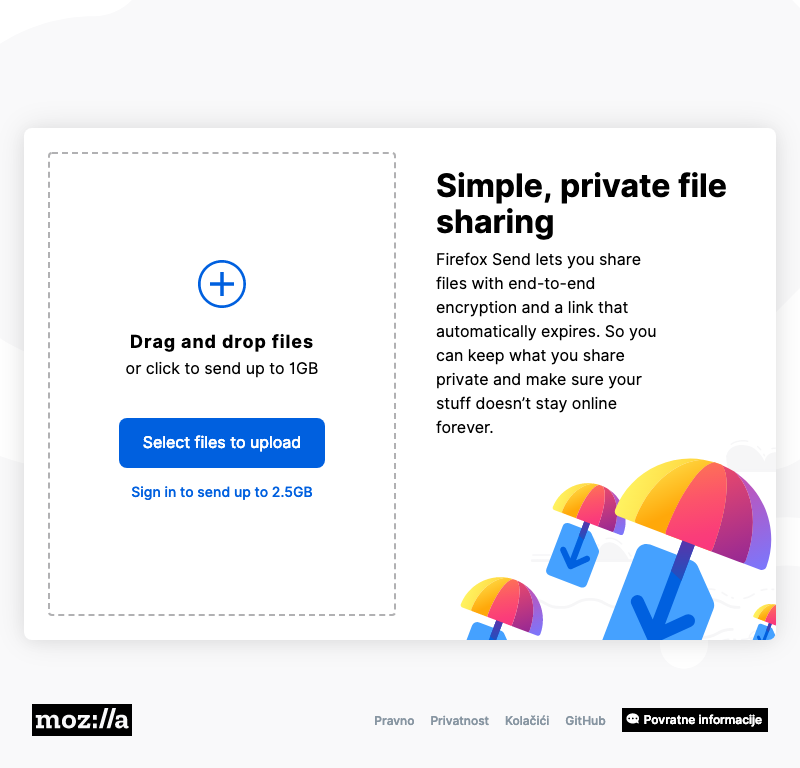 Drag and drop files
or click to send up to 1GB
Select files to upload
Sign in to send up to 2.5GB
Simple, private file
sharing
Firefox Send lets you share
files with end-to-end
encryption and a link that
automatically expires. So you
can keep what you share
private and make sure your
stuff doesn’t stay online
forever.
moz://a
Pravno Privatnost Kolačići GitHub Povratne informacije